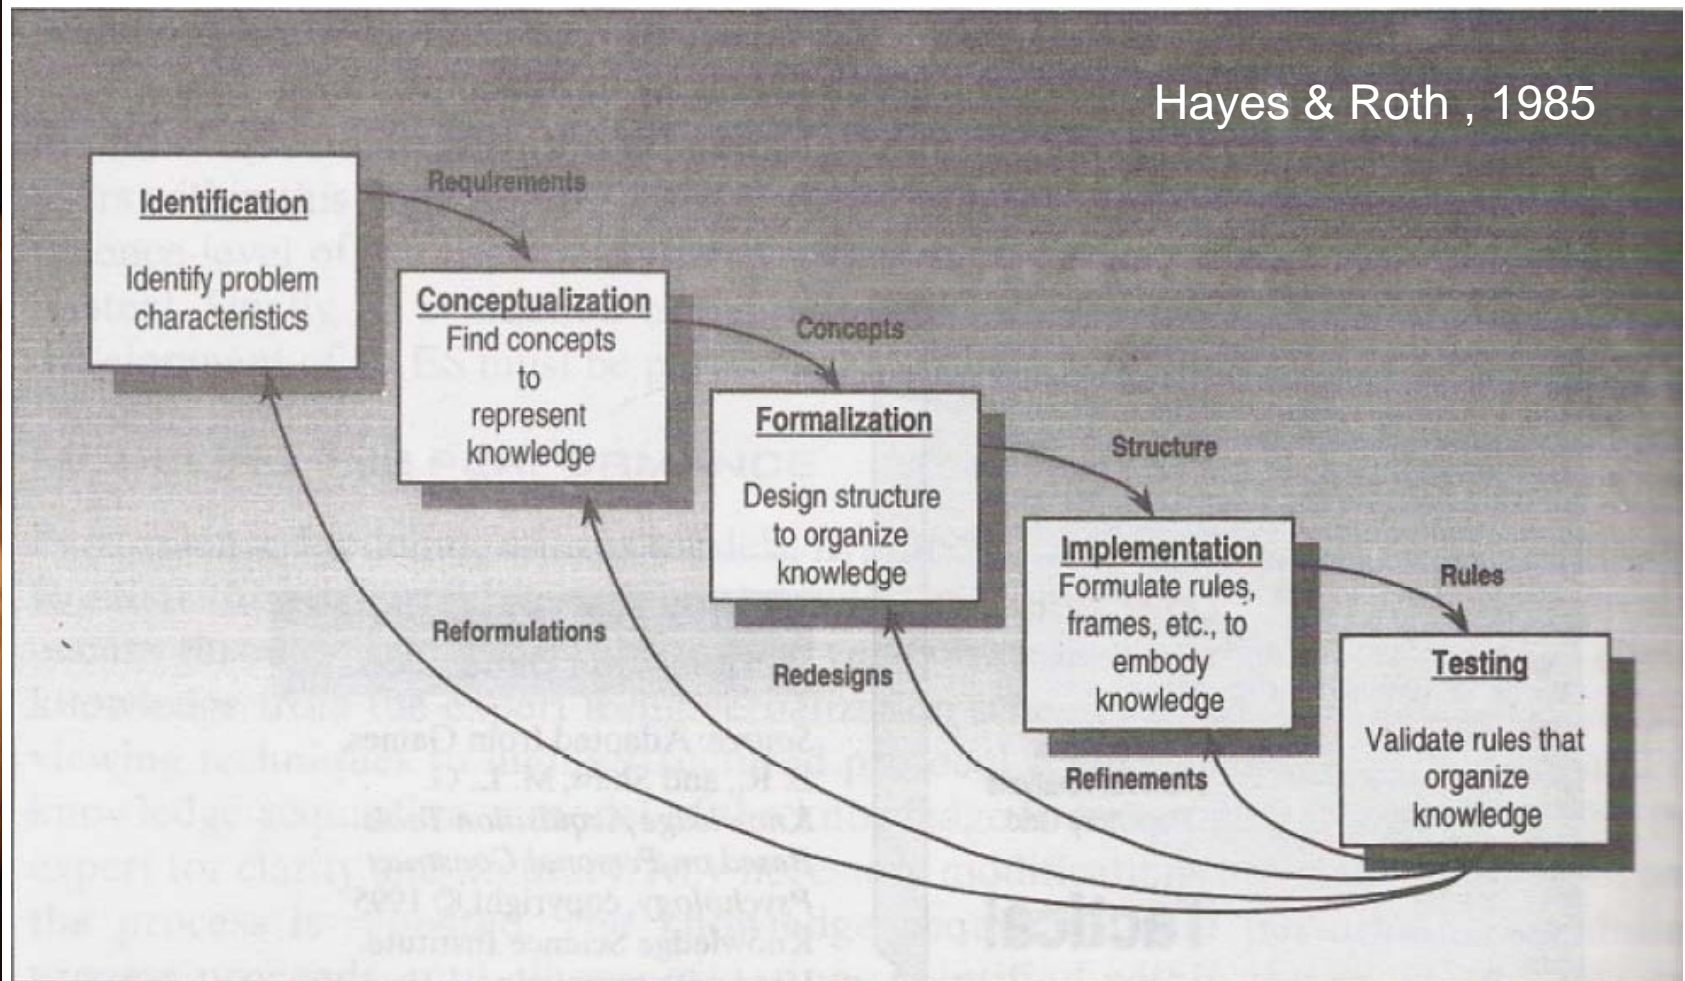 Hayes & Roth , 1985
Identification
Identify problem
characteristics
Requirements
Conceptualization
Find concepts
to
represent
knowledge
Concepts
Formalization
Design structure
to organize
knowledge
Structure
Implementation
Formulate rules,
frames, etc., to
embody
knowledge
Rules
Testing
Validate rules that
organize
knowledge
Reformulations
Redesigns
Refinements